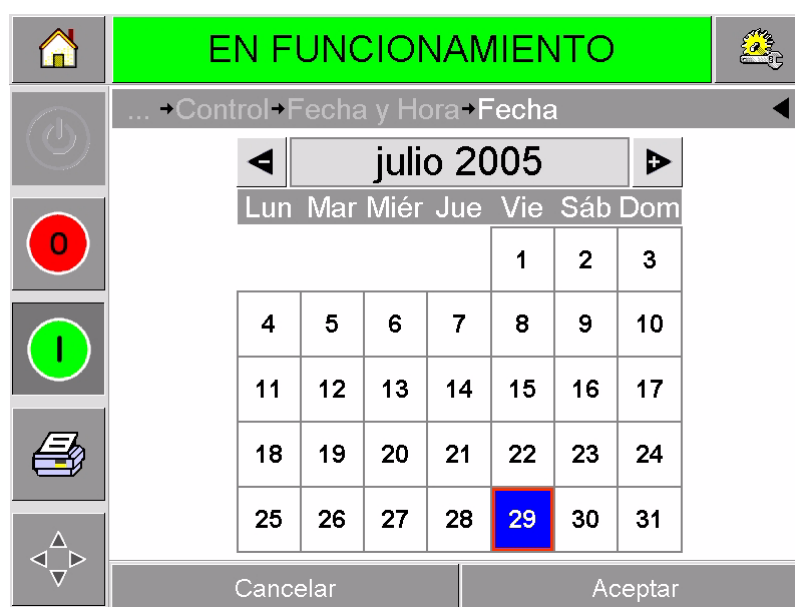 EN FUNCIONAMIENTO
... →Control→Fecha y Hora→Fecha
julio 2005
Lun Mar Miér Jue Vie Sáb Dom
1 2 3
0
4 5 6 7 8 9 10
I
11 12 13 14 15 16 17
18 19 20 21 22 23 24
25 26 27 28 29 30 31
Cancelar Aceptar